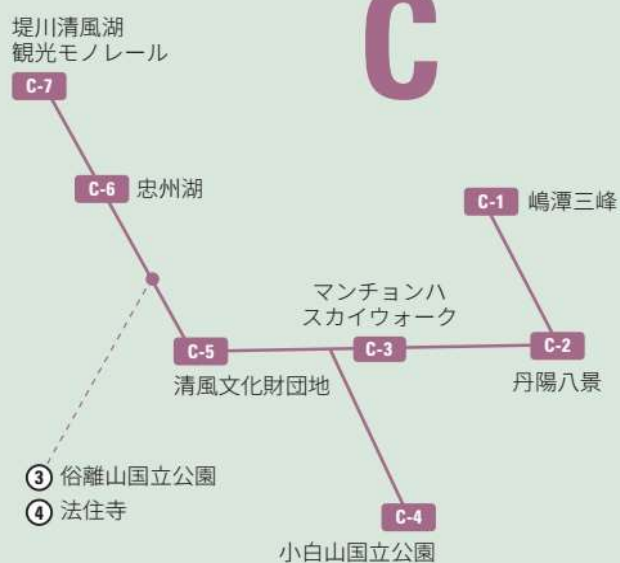 C
堤川清風湖
観光モノレール
C-7
C-6 忠州湖
C-1 嶋潭三峰
マンチョンハ
スカイウォーク
C-5
C-3
C-2
清風文化財団地
丹陽八景
③ 俗離山国立公園
④ 法住寺
C-4
小白山国立公園